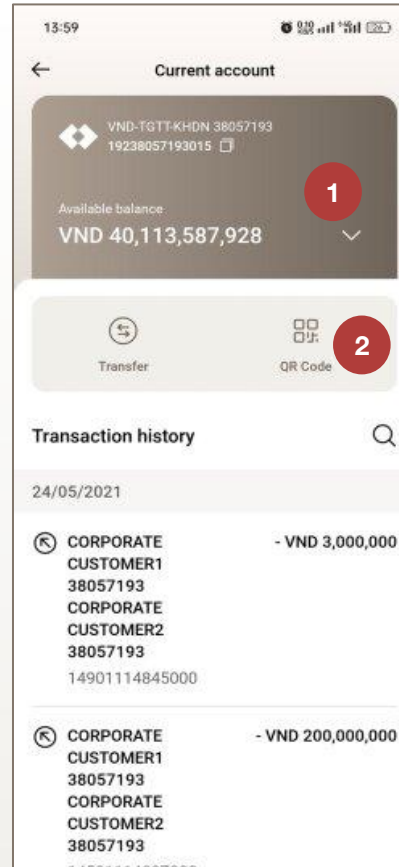 13:59
Current account
VND-TGTT-KHDN 38057193
19238057193015
Available balance
VND 40,113,587,928
1
Transfer
QR Code
2
Transaction history
24/05/2021
CORPORATE - VND 3,000,000
CUSTOMER1
38057193
CORPORATE
CUSTOMER2
38057193
14901114845000
CORPORATE - VND 200,000,000
CUSTOMER1
38057193
CORPORATE
CUSTOMER2
38057193